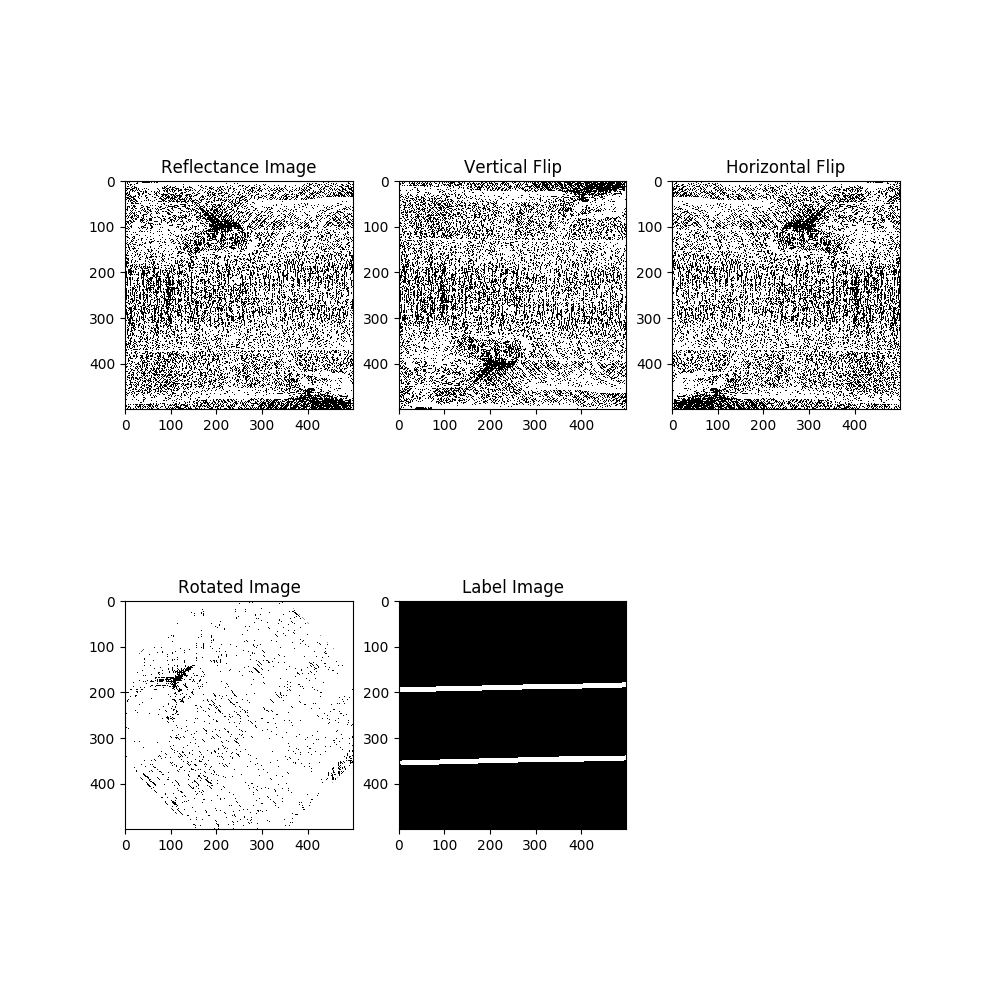 Reflectance Image Vertical Flip Horizontal Flip
0 0 0
100 100 100
200 200 200
300 300 300
400 400 400
0 100 200 300 400 0 100 200 300 400 0 100 200 300 400
Rotated Image Label Image
0 0
100 100
200 200
300 300
400 400
0 100 200 300 400 0 100 200 300 400